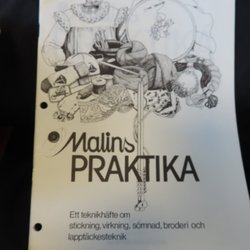 Malins
PRAKTIKA
Ett teknikhäfte om
stickning, virkning, sömnad, broderi och
lapptäcksteknik